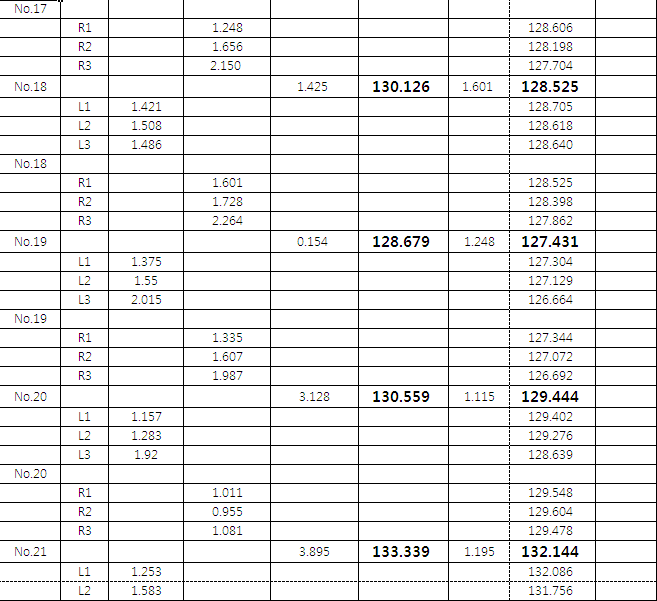 No.17
R1 1.248 128.606
R2 1.656 128.198
R3 2.150 127.704
No.18 1.425 130.126 1.601 128.525
L1 1.421 128.705
L2 1.508 128.618
L3 1.486 128.640
No.18
R1 1.601 128.525
R2 1.728 128.398
R3 2.264 127.862
No.19 0.154 128.679 1.248 127.431
L1 1.375 127.304
L2 1.55 127.129
L3 2.015 126.664
No.19
R1 1.335 127.344
R2 1.607 127.072
R3 1.987 126.692
No.20 3.128 130.559 1.115 129.444
L1 1.157 129.402
L2 1.283 129.276
L3 1.92 128.639
No.20
R1 1.011 129.548
R2 0.955 129.604
R3 1.081 129.478
No.21 3.895 133.339 1.195 132.144
L1 1.253 132.086
L2 1.583 131.756